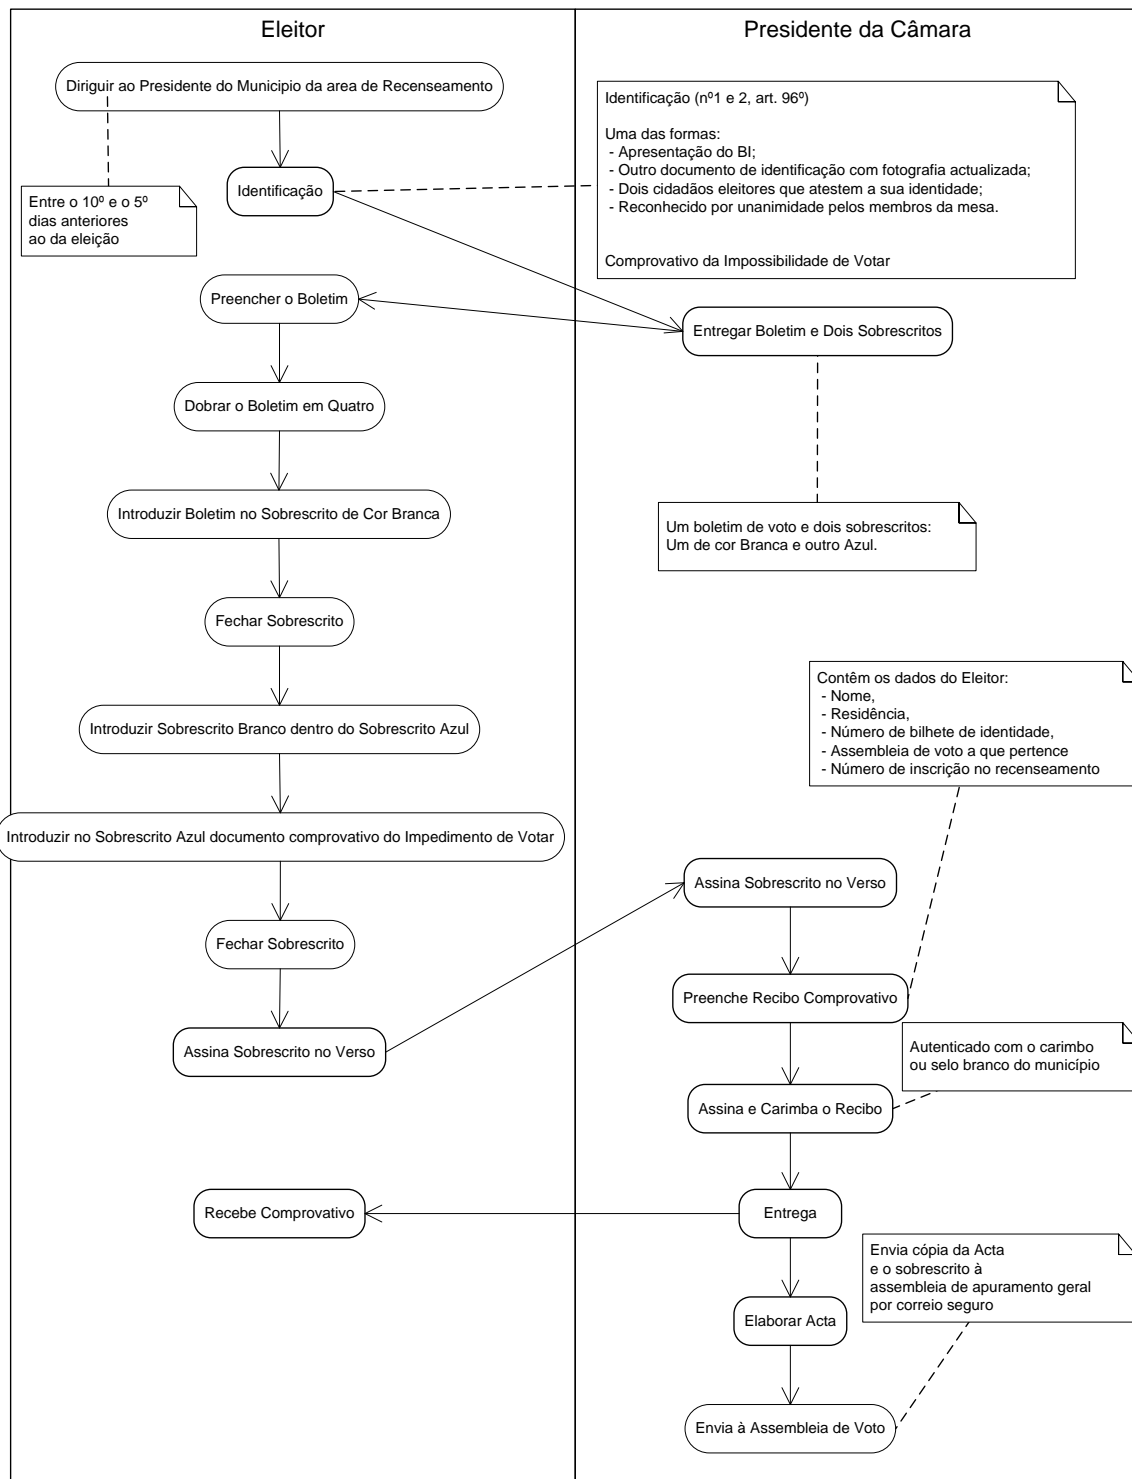 Eleitor
Presidente da Câmara
Diriguir ao Presidente do Municipio da area de Recenseamento
Identificação (nº1 e 2, art. 96º)
Uma das formas:
- Apresentação do BI;
- Outro documento de identificação com fotografia actualizada;
- Dois cidadãos eleitores que atestem a sua identidade;
- Reconhecido por unanimidade pelos membros da mesa.
Comprovativo da Impossibilidade de Votar
Identificação
Entre o 10º e o 5º
dias anteriores
ao da eleição
Preencher o Boletim
Entregar Boletim e Dois Sobrescritos
Dobrar o Boletim em Quatro
Introduzir Boletim no Sobrescrito de Cor Branca
Um boletim de voto e dois sobrescritos:
Um de cor Branca e outro Azul.
Fechar Sobrescrito
Contêm os dados do Eleitor:
- Nome,
- Residência,
- Número de bilhete de identidade,
- Assembleia de voto a que pertence
- Número de inscrição no recenseamento
Introduzir Sobrescrito Branco dentro do Sobrescrito Azul
Introduzir no Sobrescrito Azul documento comprovativo do Impedimento de Votar
Assina Sobrescrito no Verso
Fechar Sobrescrito
Preenche Recibo Comprovativo
Assina Sobrescrito no Verso
Autenticado com o carimbo
ou selo branco do município
Assina e Carimba o Recibo
Recebe Comprovativo
Entrega
Envia cópia da Acta
e o sobrescrito à
assembleia de apuramento geral
por correio seguro
Elaborar Acta
Envia à Assembleia de Voto